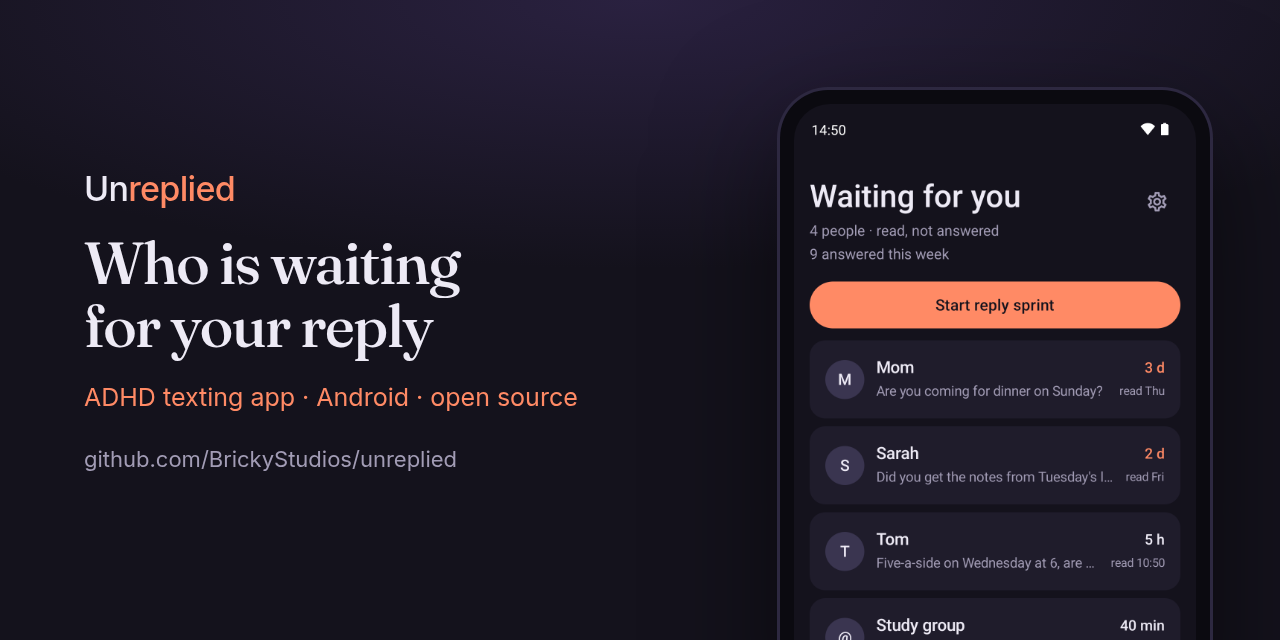 Unreplied
Who is waiting
for your reply
ADHD texting app · Android · open source
github.com/BrickyStudios/unreplied
14:50
Waiting for you
4 people · read, not answered
9 answered this week
Start reply sprint
M
Mom
3 d
Are you coming for dinner on Sunday?
read Thu
S
Sarah
2 d
Did you get the notes from Tuesday's l...
read Fri
T
Tom
5 h
Five-a-side on Wednesday at 6, are ...
read 10:50
@
Study group
40 min